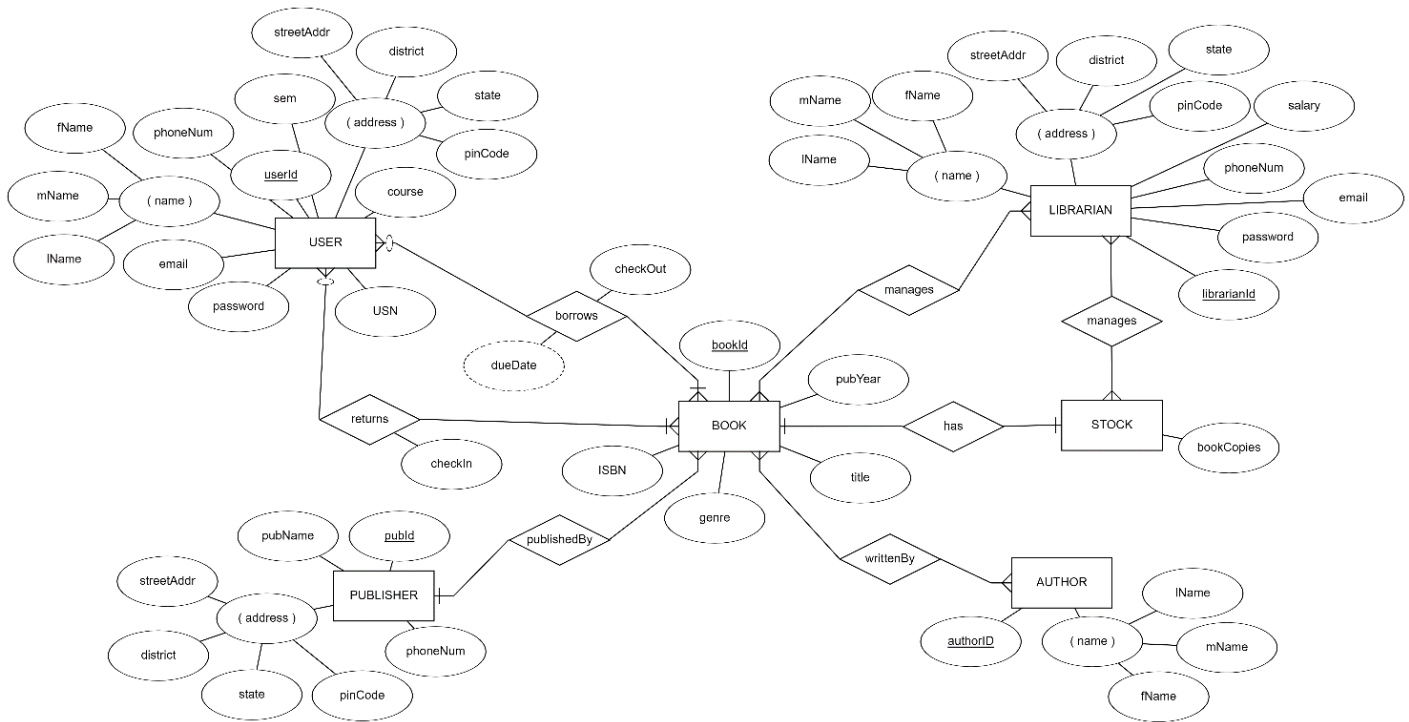 streetAddr
district
state
pinCode
( address )
sem
phoneNum
userId
fName
mName
lName
( name )
course
USER
email
password
USN
streetAddr
district
state
pinCode
( address )
salary
mName
fName
lName
( name )
phoneNum
email
LIBRARIAN
password
librarianId
checkOut
borrows
dueDate
manages
manages
bookId
pubYear
returns
checkIn
BOOK
has
STOCK
bookCopies
ISBN
title
genre
pubName
pubId
publishedBy
writtenBy
streetAddr
PUBLISHER
( address )
district
state
pinCode
phoneNum
AUTHOR
authorID
lName
( name )
mName
fName